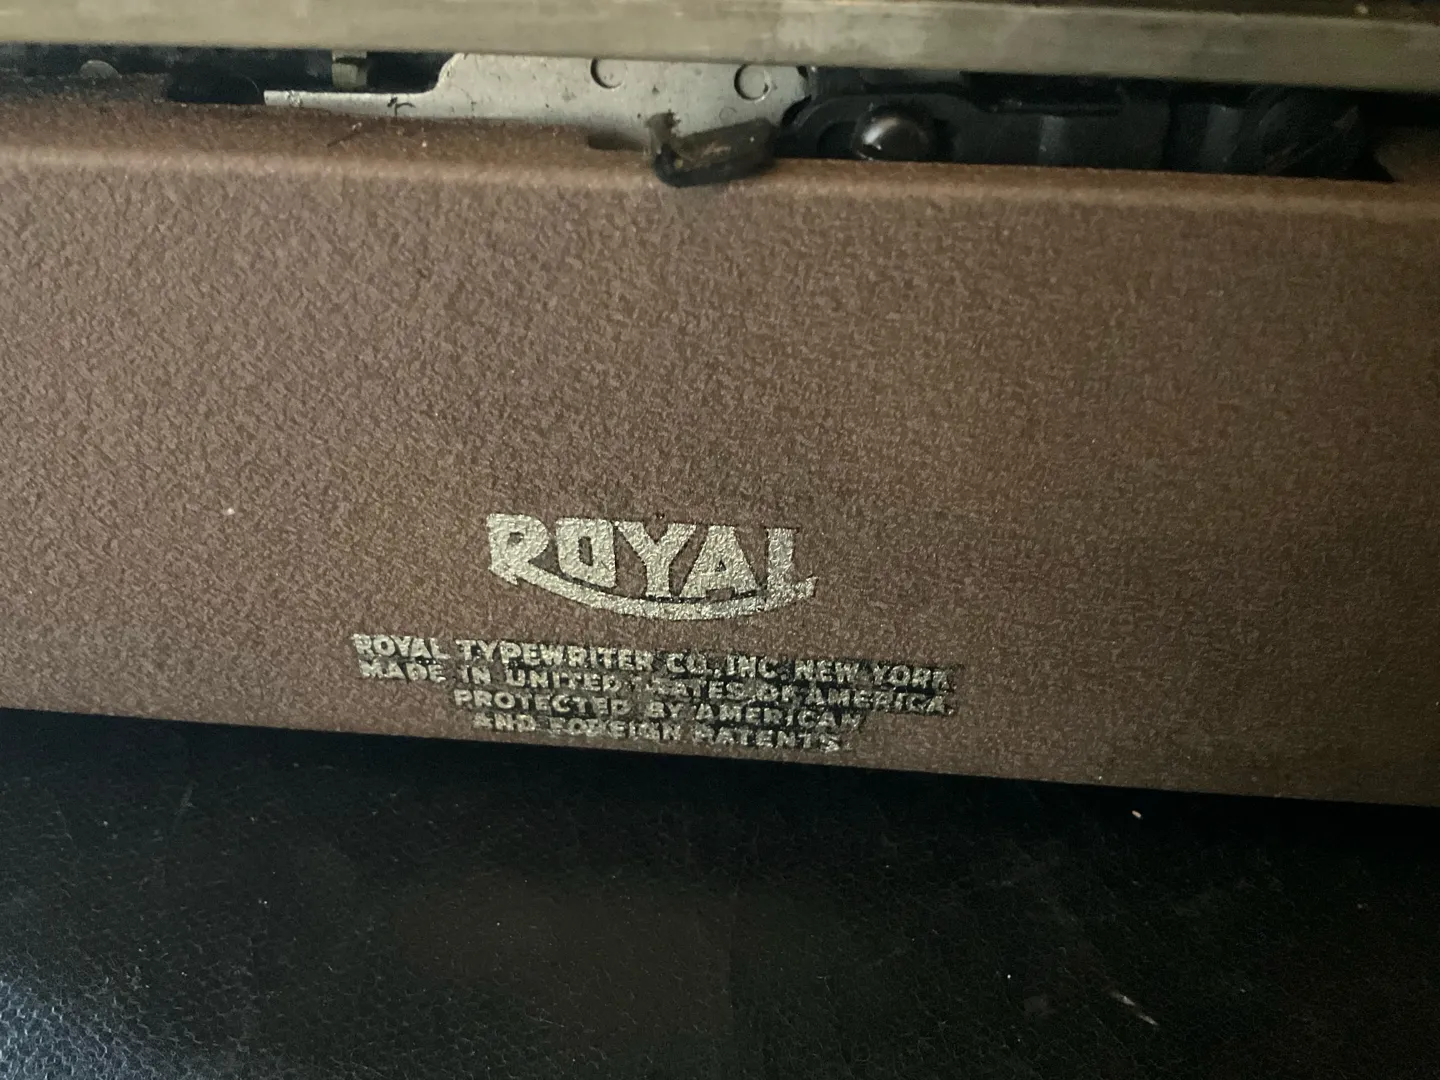 ROYAL
ROYAL TYPEWRITER CO. INC. NEW YORK
MADE IN UNITED STATES OF AMERICA
PROTECTED BY AMERICAN
AND FOREIGN PATENTS